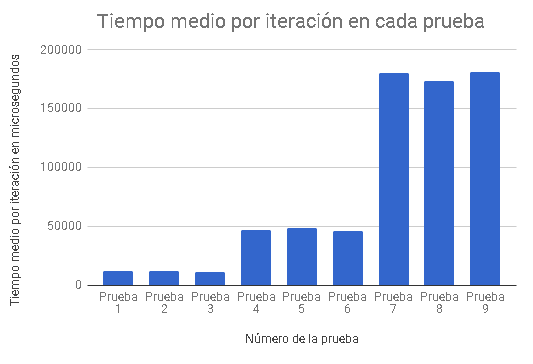 Tiempo medio por iteración en cada prueba
Tiempo medio por iteración en microsegundos
200000
150000
100000
50000
0
Prueba 1
Prueba 2
Prueba 3
Prueba 4
Prueba 5
Prueba 6
Prueba 7
Prueba 8
Prueba 9
Número de la prueba